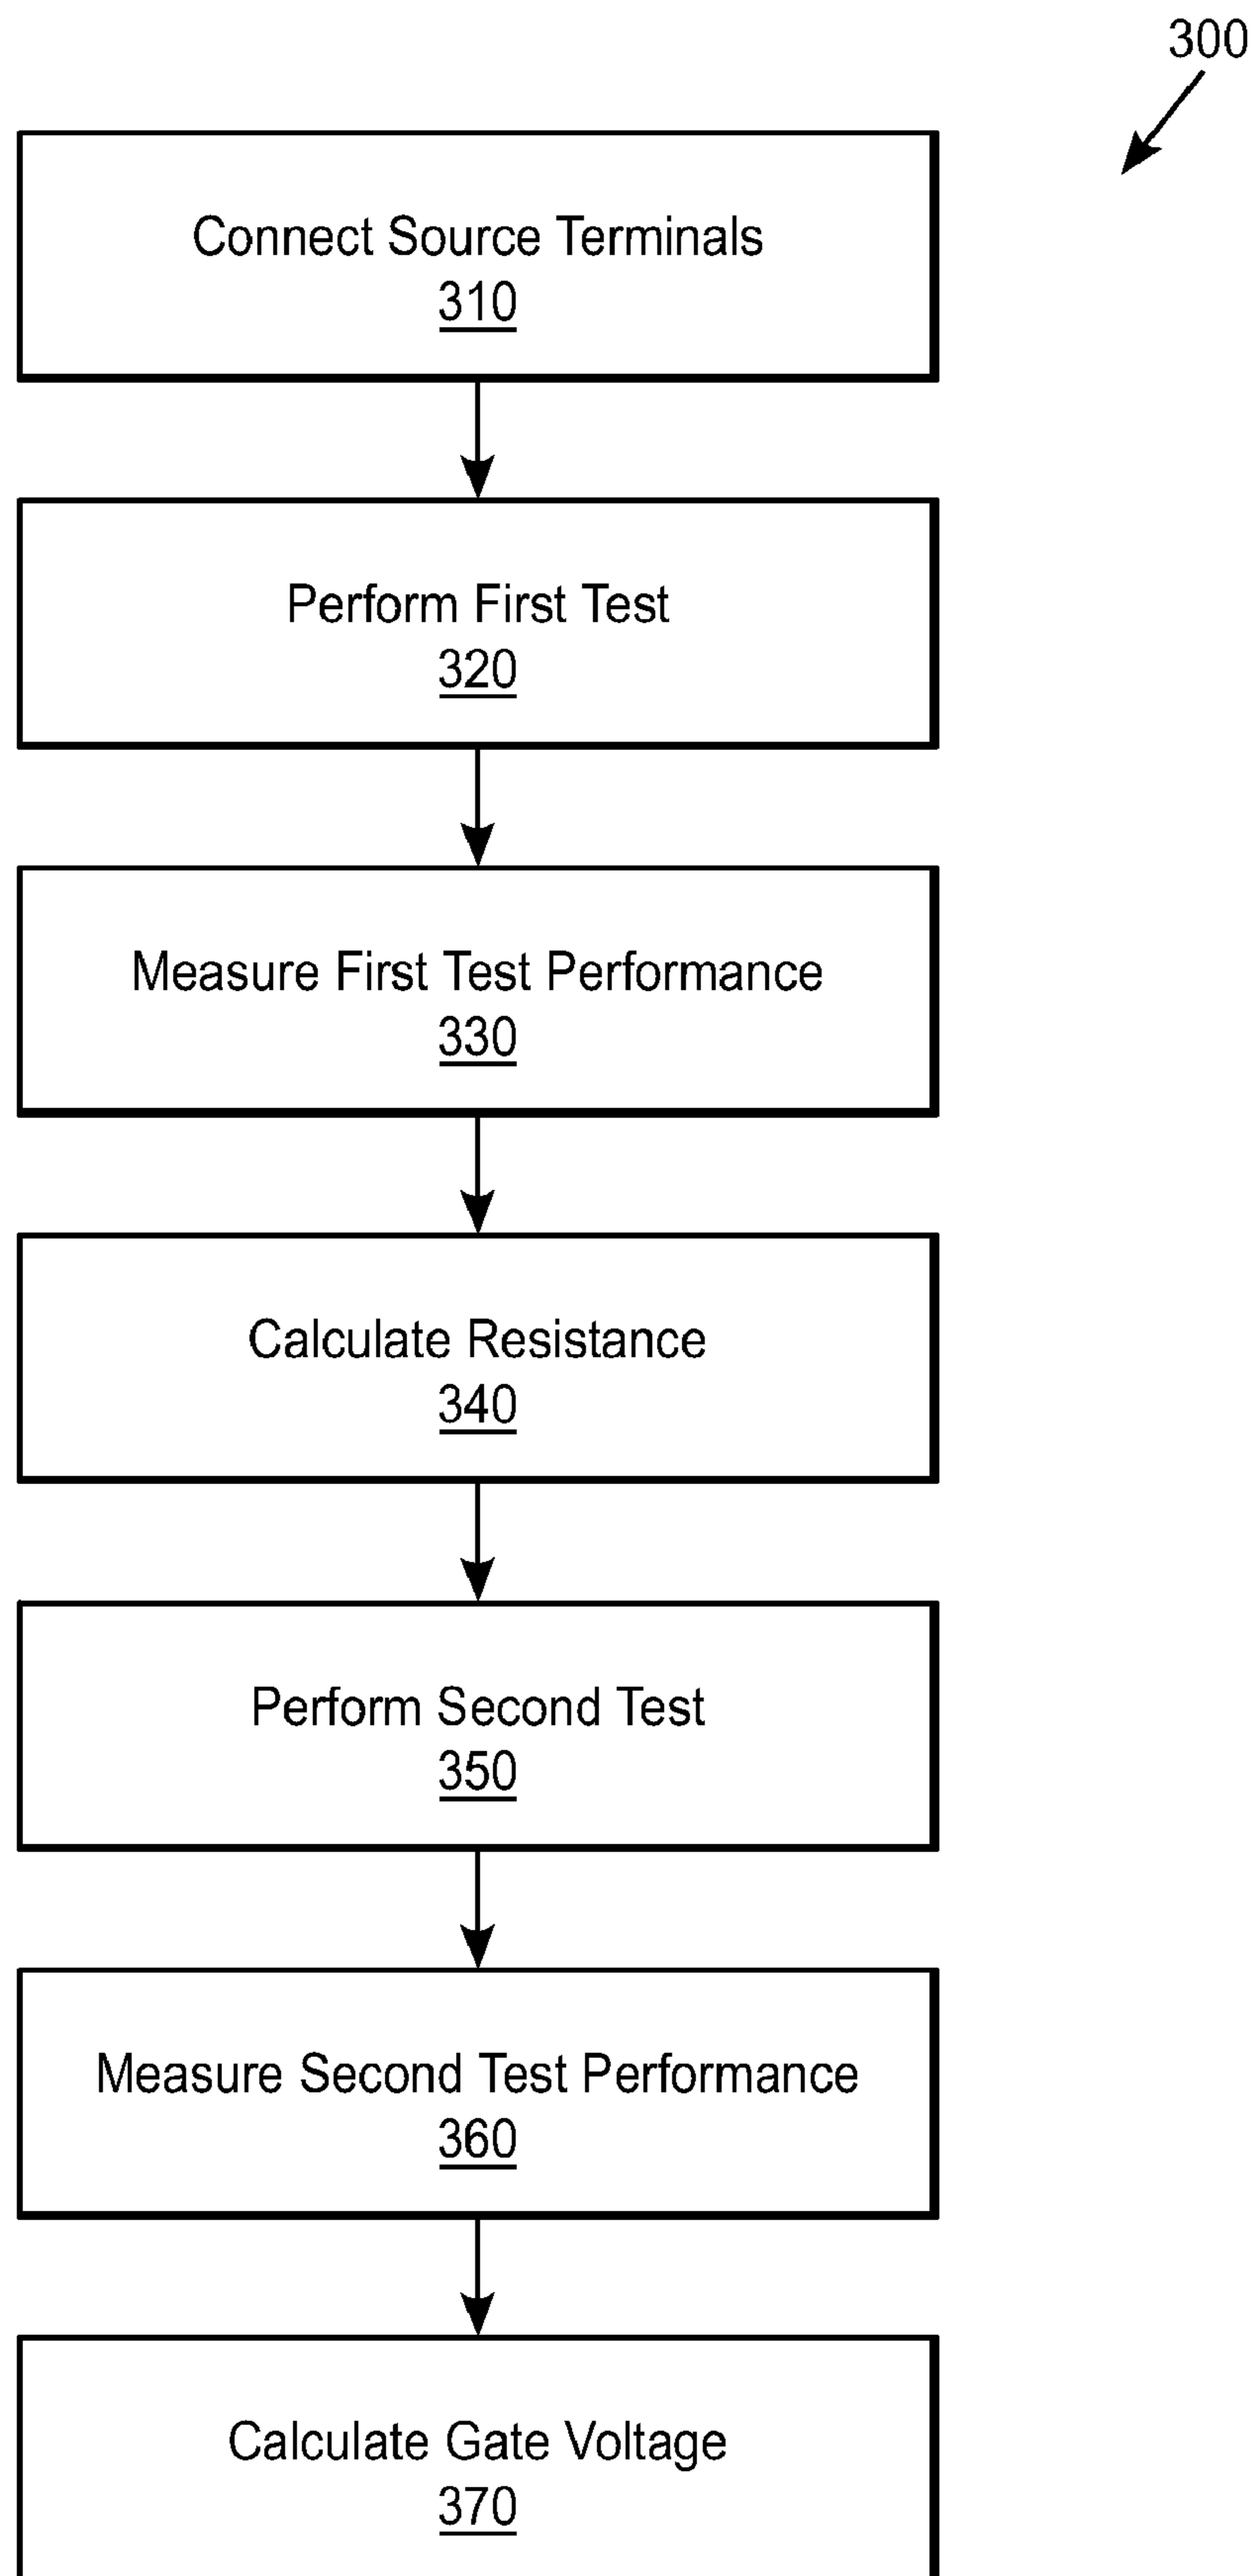 300
Connect Source Terminals
310
Perform First Test
320
Measure First Test Performance
330
Calculate Resistance
340
Perform Second Test
350
Measure Second Test Performance
360
Calculate Gate Voltage
370